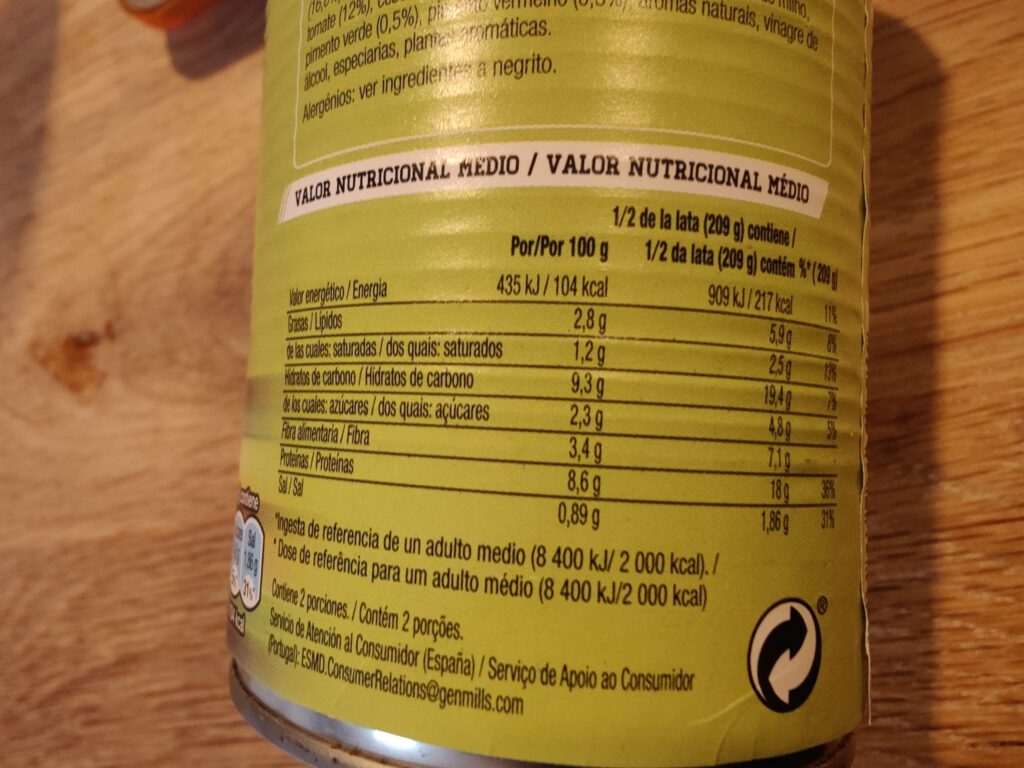 tomate (12%),
pimento verde (0,5%), vermelho aromas naturais, vinagre de
álcool, especiarias, plantas aromáticas.
Alergénios: ver ingredientes a negrito.
VALOR NUTRICIONAL MEDIO / VALOR NUTRICIONAL MÉDIO
1/2 de la lata (209 g) contiene /
Por/Por 100 g 1/2 da lata (209 g) contém %* (209 g)
Valor energético / Energia 435 kJ / 104 kcal 909 kJ / 217 kcal 11%
Grasas / Lípidos 2,8 g 5,9 g 8%
de las cuales: saturadas / dos quais: saturados 1,2 g 2,5 g 13%
Hidratos de carbono / Hidratos de carbono 9,3 g 19,4 g 7%
de los cuales: azúcares / dos quais: açúcares 2,3 g 4,8 g 5%
Fibra alimentaria / Fibra 3,4 g 7,1 g
Proteínas / Proteínas 8,6 g 18 g 36%
Sal / Sal 0,89 g 1,86 g 31%
*Ingesta de referencia de un adulto medio (8 400 kJ/ 2 000 kcal). /
* Dose de referência para um adulto médio (8 400 kJ/2 000 kcal)
Contiene 2 porciones. / Contém 2 porções.
Servicio de Atención al Consumidor (España) / Serviço de Apoio ao Consumidor
(Portugal): ESMD.ConsumerRelations@genmills.com
®
Sal
1,86 g
31%*